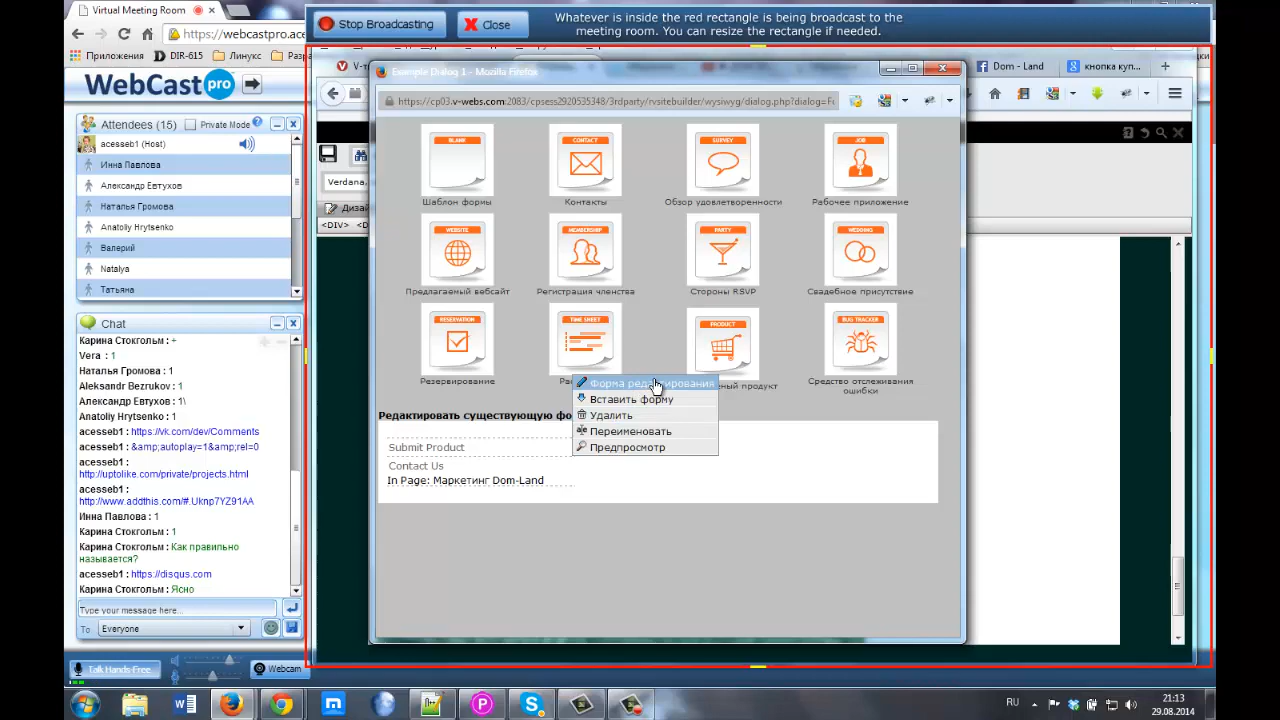 Virtual Meeting Room
Stop Broadcasting
Close
Whatever is inside the red rectangle is being broadcast to the
meeting room. You can resize the rectangle if needed.
https://webcastpro.ace
Приложения
DIR-615
Линукс
WebCast pro
Attendees (15)
Private Mode
acesseb1 (Host)
Инна Павлова
Александр Евтухов
Наталья Громова
Anatoliy Hrytsenko
Валерий
Natalya
Татьяна
Chat
Карина Стокгольм : +
Vera : 1
Наталья Громова : 1
Aleksandr Bezrukov : 1
Александр Евтухов : 1\
Anatoliy Hrytsenko : 1
acesseb1 : https://vk.com/dev/Comments
acesseb1 : &amp;autoplay=1&amp;rel=0
acesseb1 :
http://uptolike.com/private/projects.html
acesseb1 :
http://www.addthis.com/#.Uknp7YZ91AA
Инна Павлова : 1
Карина Стокгольм : 1
Карина Стокгольм : Как правильно
называется?
acesseb1 : https://disqus.com
Карина Стокгольм : Ясно
Type your message here...
To Everyone
Talk Hands-Free
Webcam
Example Dialog 1 - Mozilla Firefox
Dom - Land
кнопка куп...
https://cp03.v-webs.com:2083/cpsess2920535348/3rdparty/rvsitebuilder/wysiwyg/dialog.php?dialog=Fo
Verdana,
Дизай
<DIV>
BLANK
CONTACT
SURVEY
JOB
Шаблон формы
Контакты
Обзор удовлетворенности
Рабочее приложение
WEBSITE
MEMBERSHIP
PARTY
WEDDING
Предлагаемый вебсайт
Регистрация членства
Стороны RSVP
Свадебное присутствие
RESERVATION
TIME SHEET
PRODUCT
BUG TRACKER
Резервирование
продукт
Средство отслеживания
ошибки
Форма редактирования
Вставить форму
Удалить
Переименовать
Предпросмотр
Редактировать существующую фо
Submit Product
Contact Us
In Page: Маркетинг Dom-Land
RU
21:13
29.08.2014